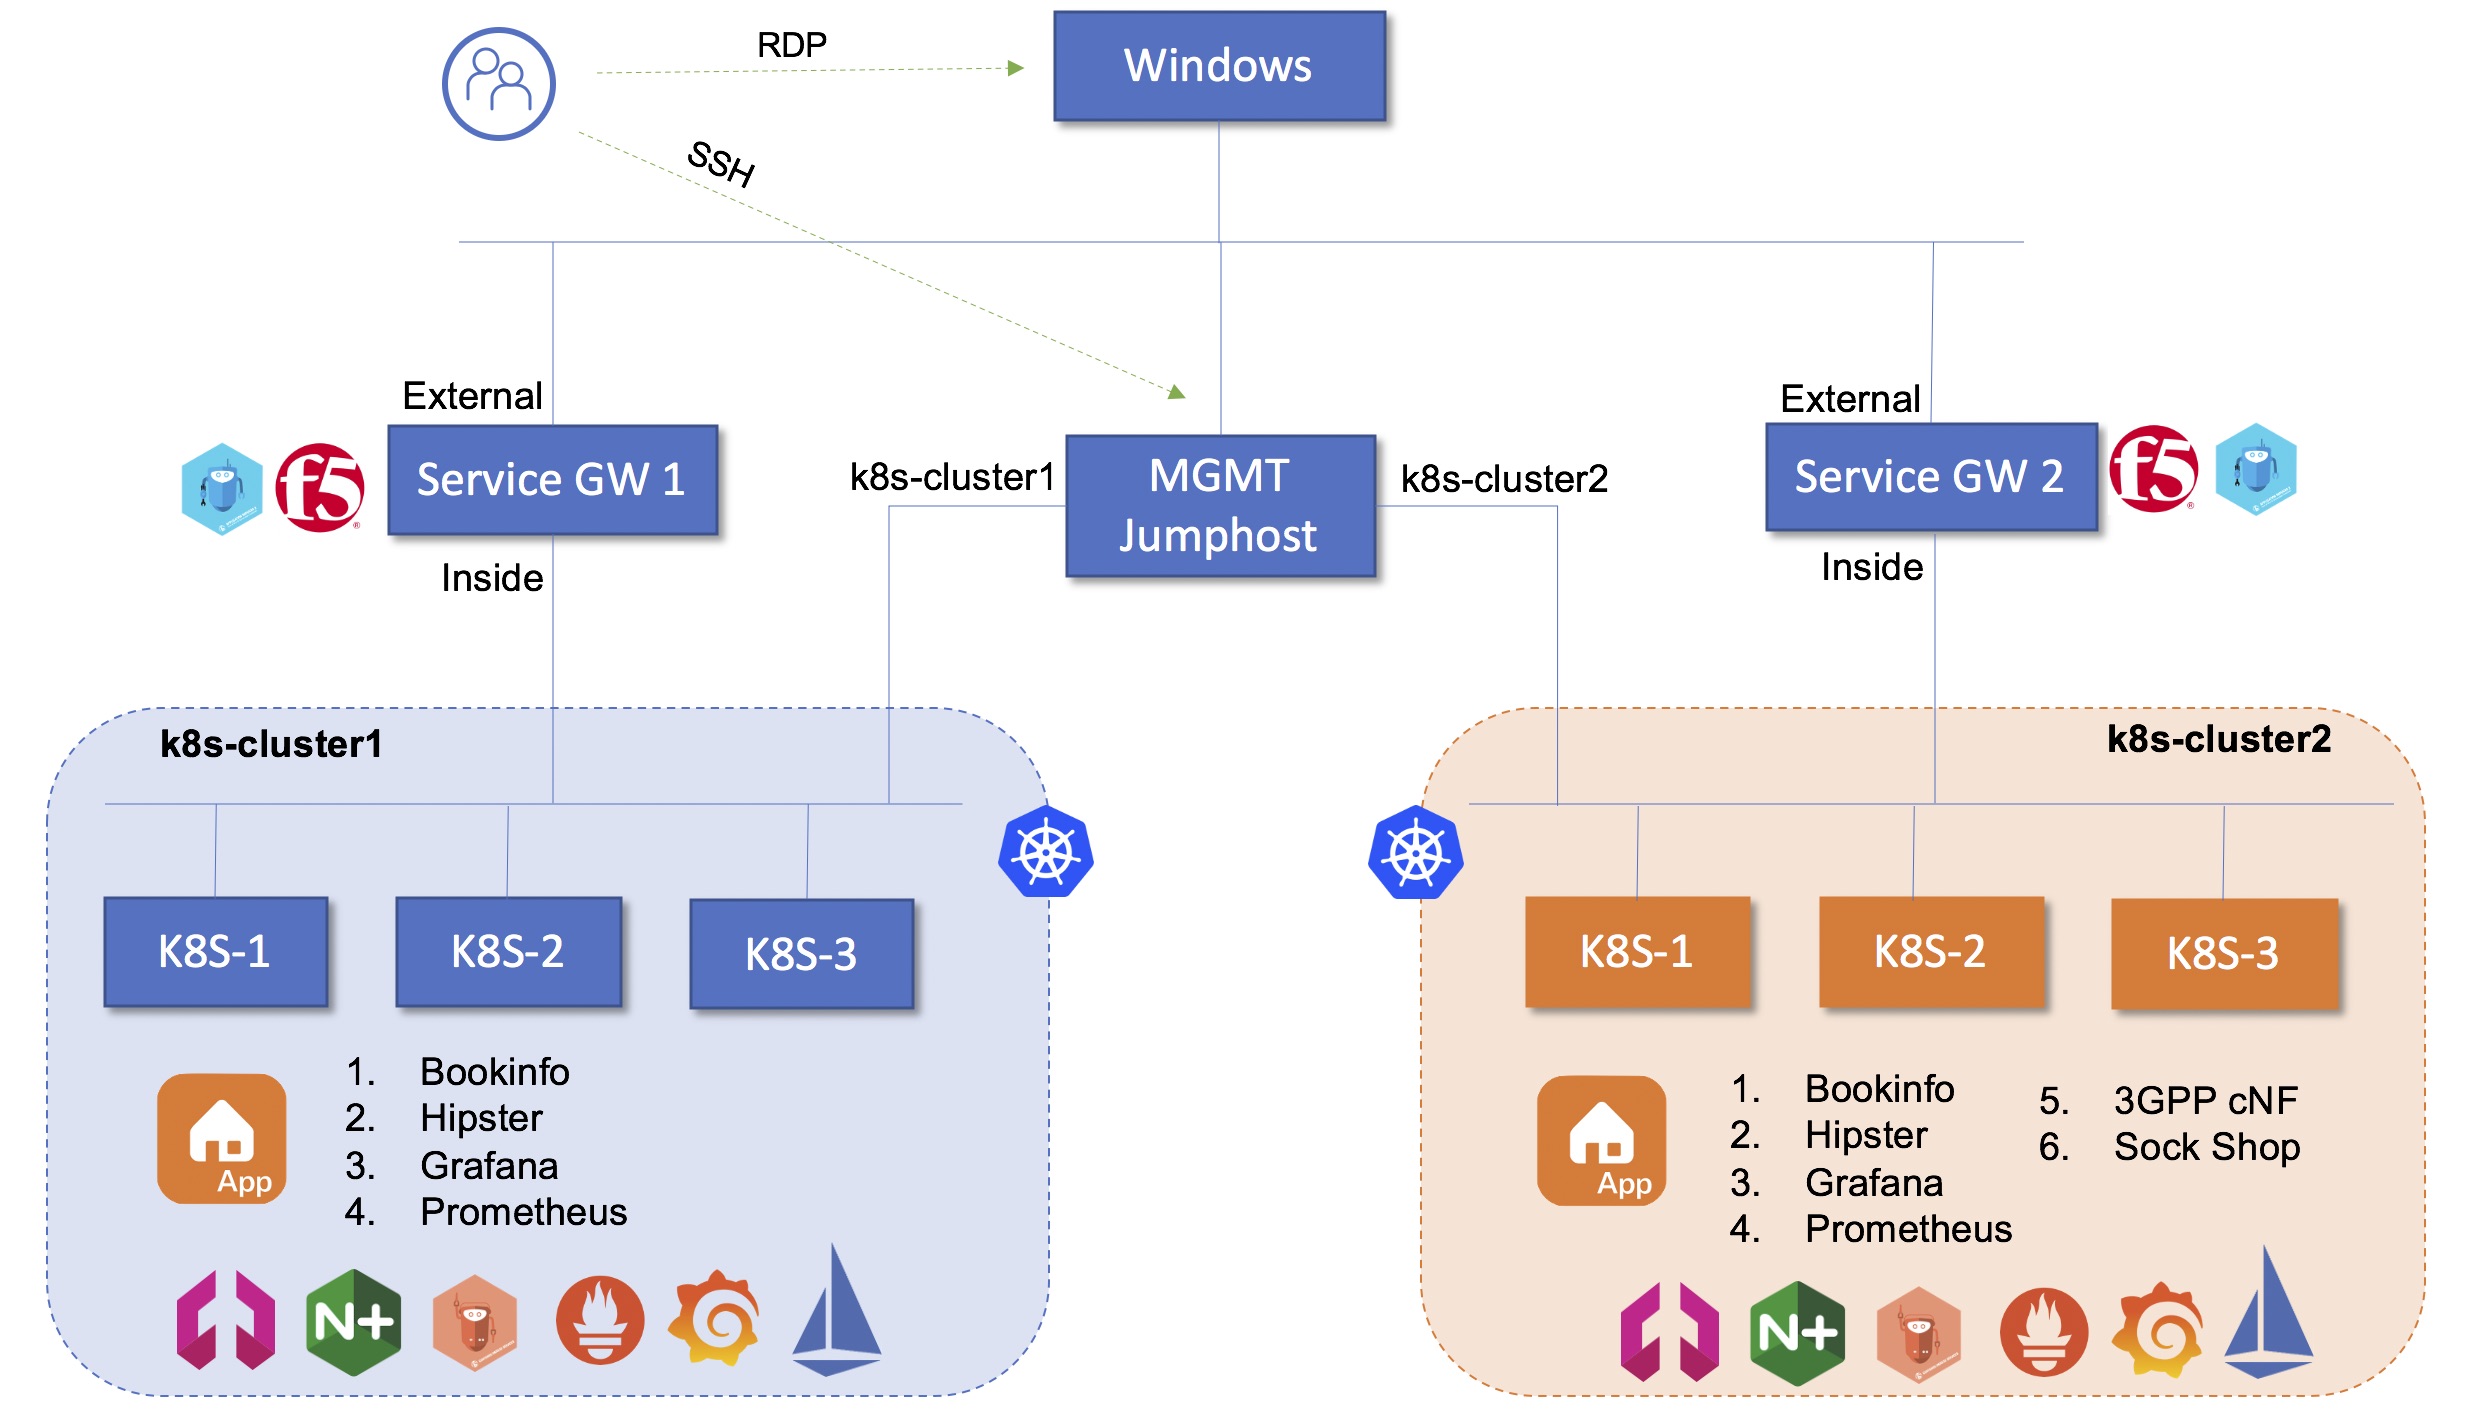 RDP
Windows
SSH
External
External
f5
Service GW 1
k8s-cluster1
MGMT
Jumphost
k8s-cluster2
Service GW 2
f5
Inside
Inside
k8s-cluster1
k8s-cluster2
K8S-1
K8S-2
K8S-3
K8S-1
K8S-2
K8S-3
App
1. Bookinfo
2. Hipster
3. Grafana
4. Prometheus
App
1. Bookinfo
2. Hipster
3. Grafana
4. Prometheus
5. 3GPP cNF
6. Sock Shop
N+
N+